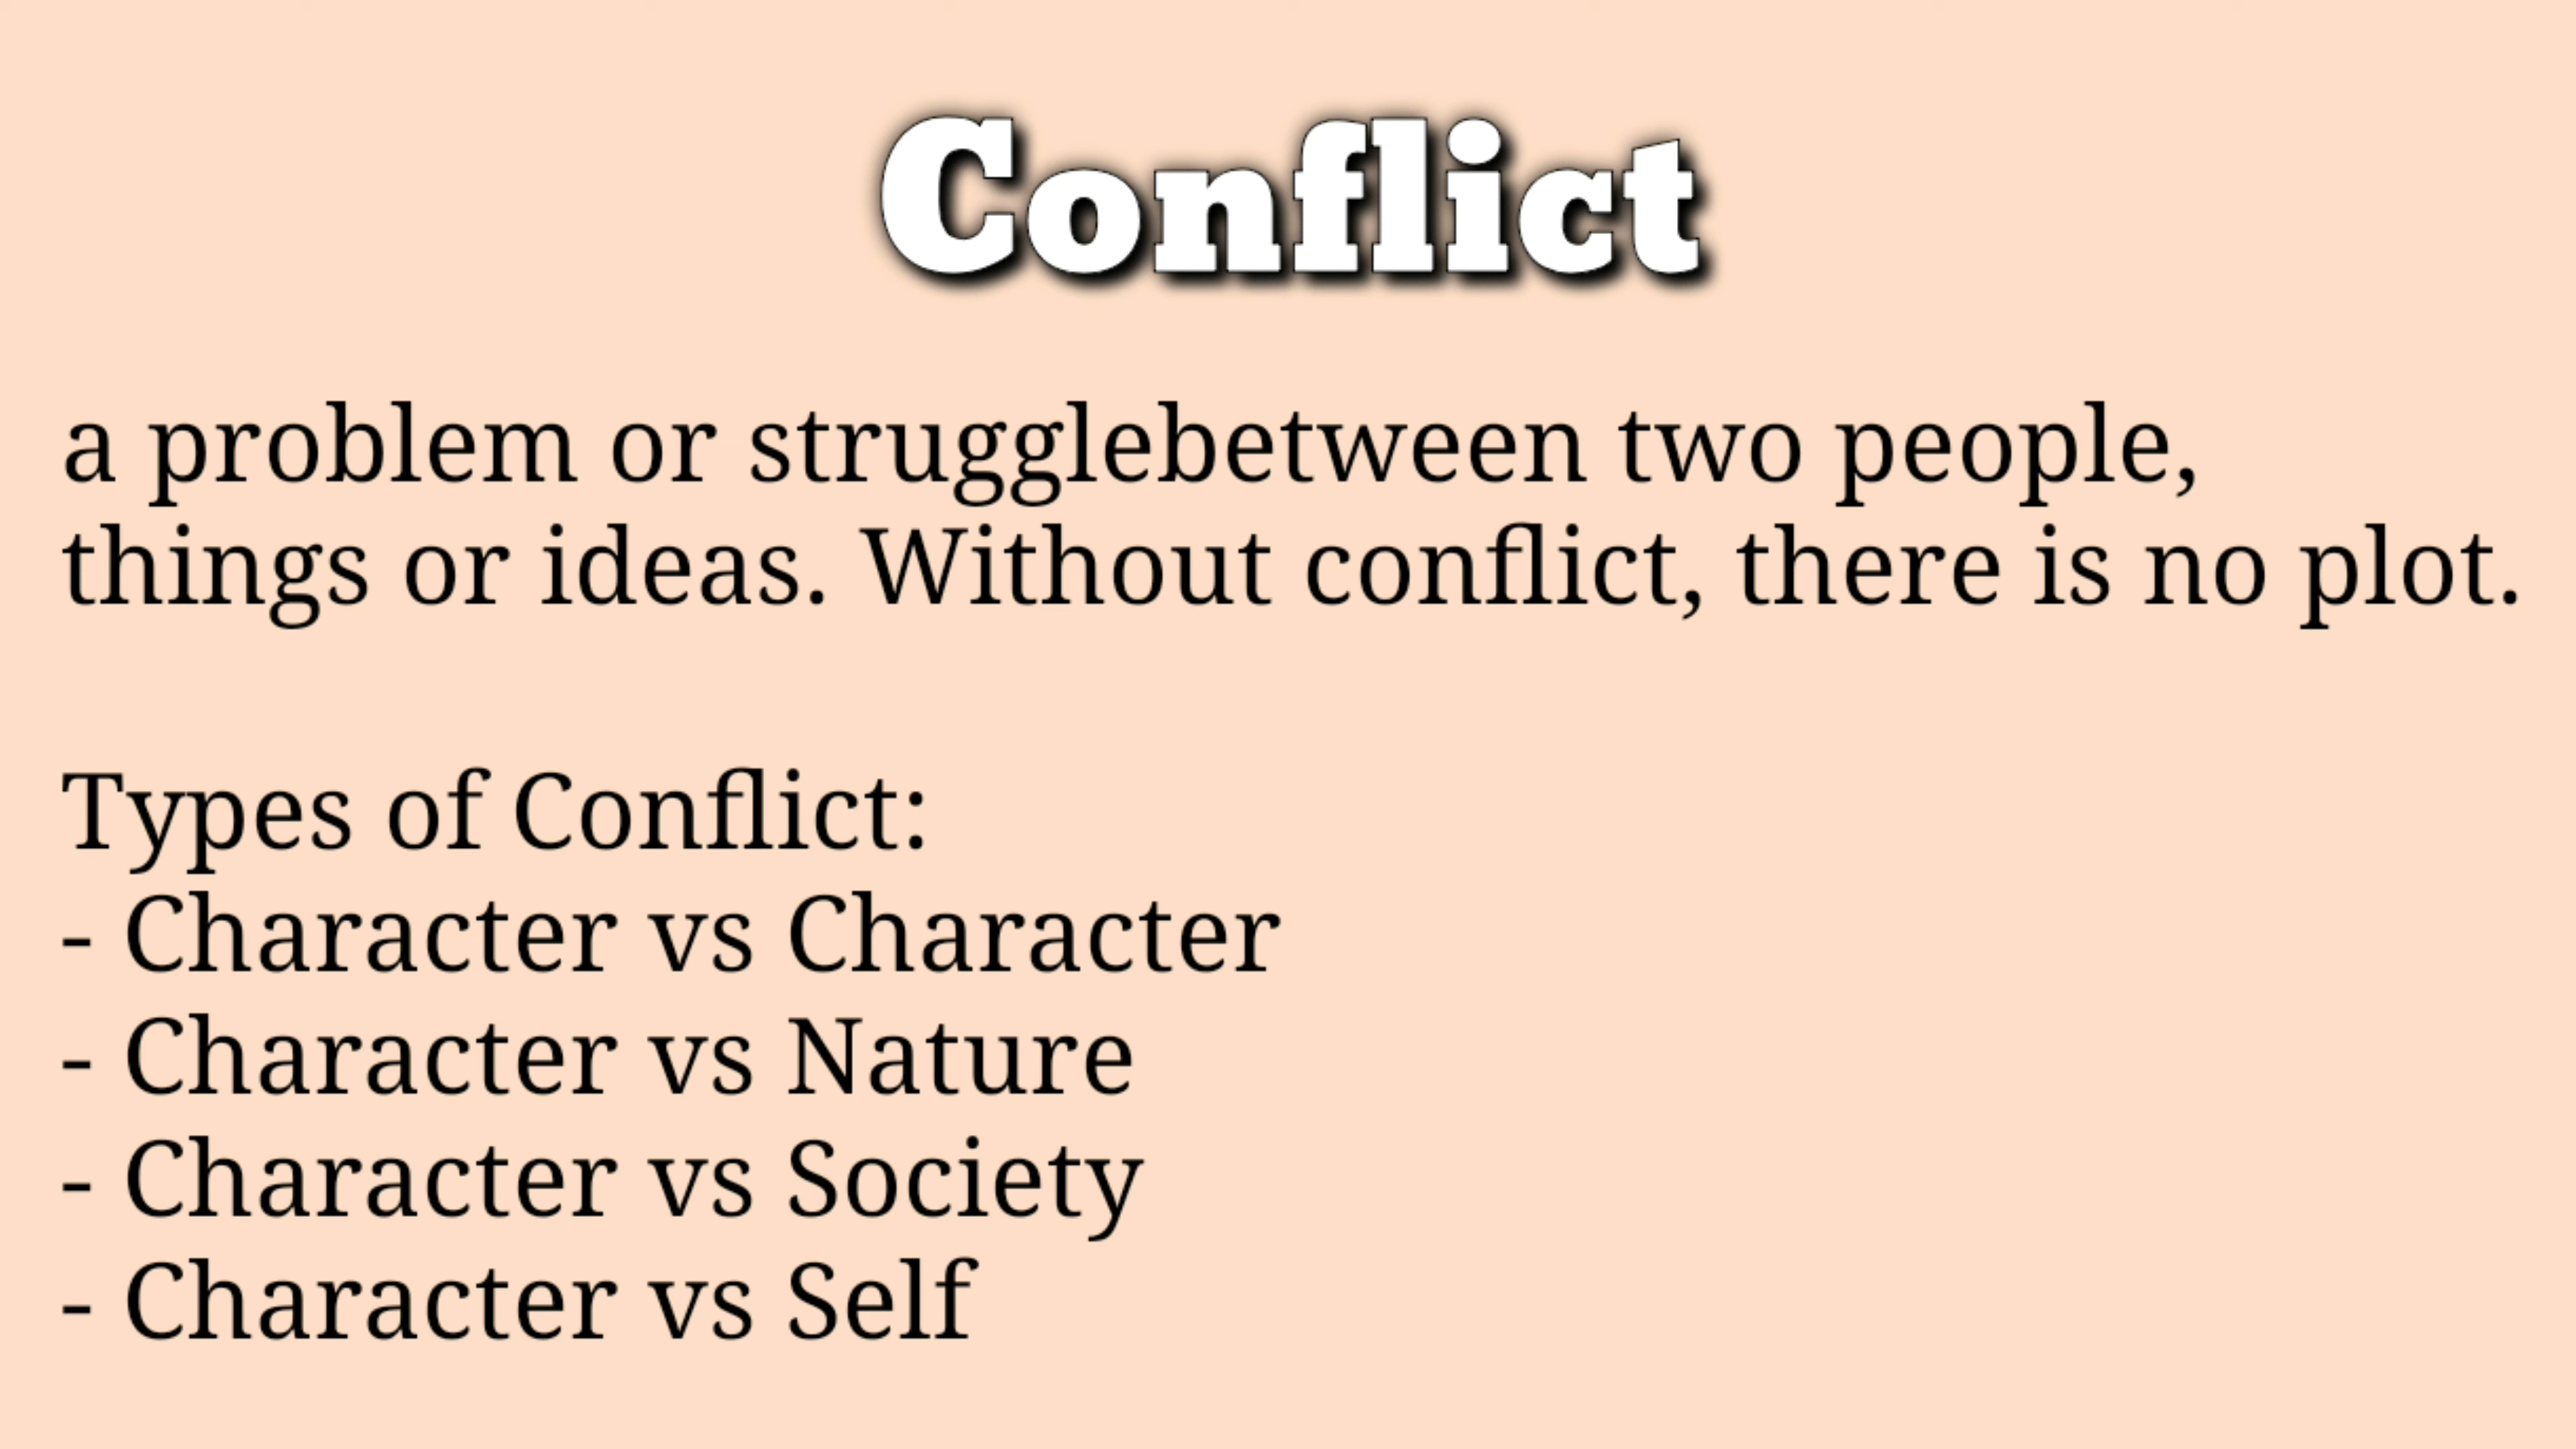 Conflict
a problem or strugglebetween two people,
things or ideas. Without conflict, there is no plot.
Types of Conflict:
- Character vs Character
- Character vs Nature
- Character vs Society
- Character vs Self